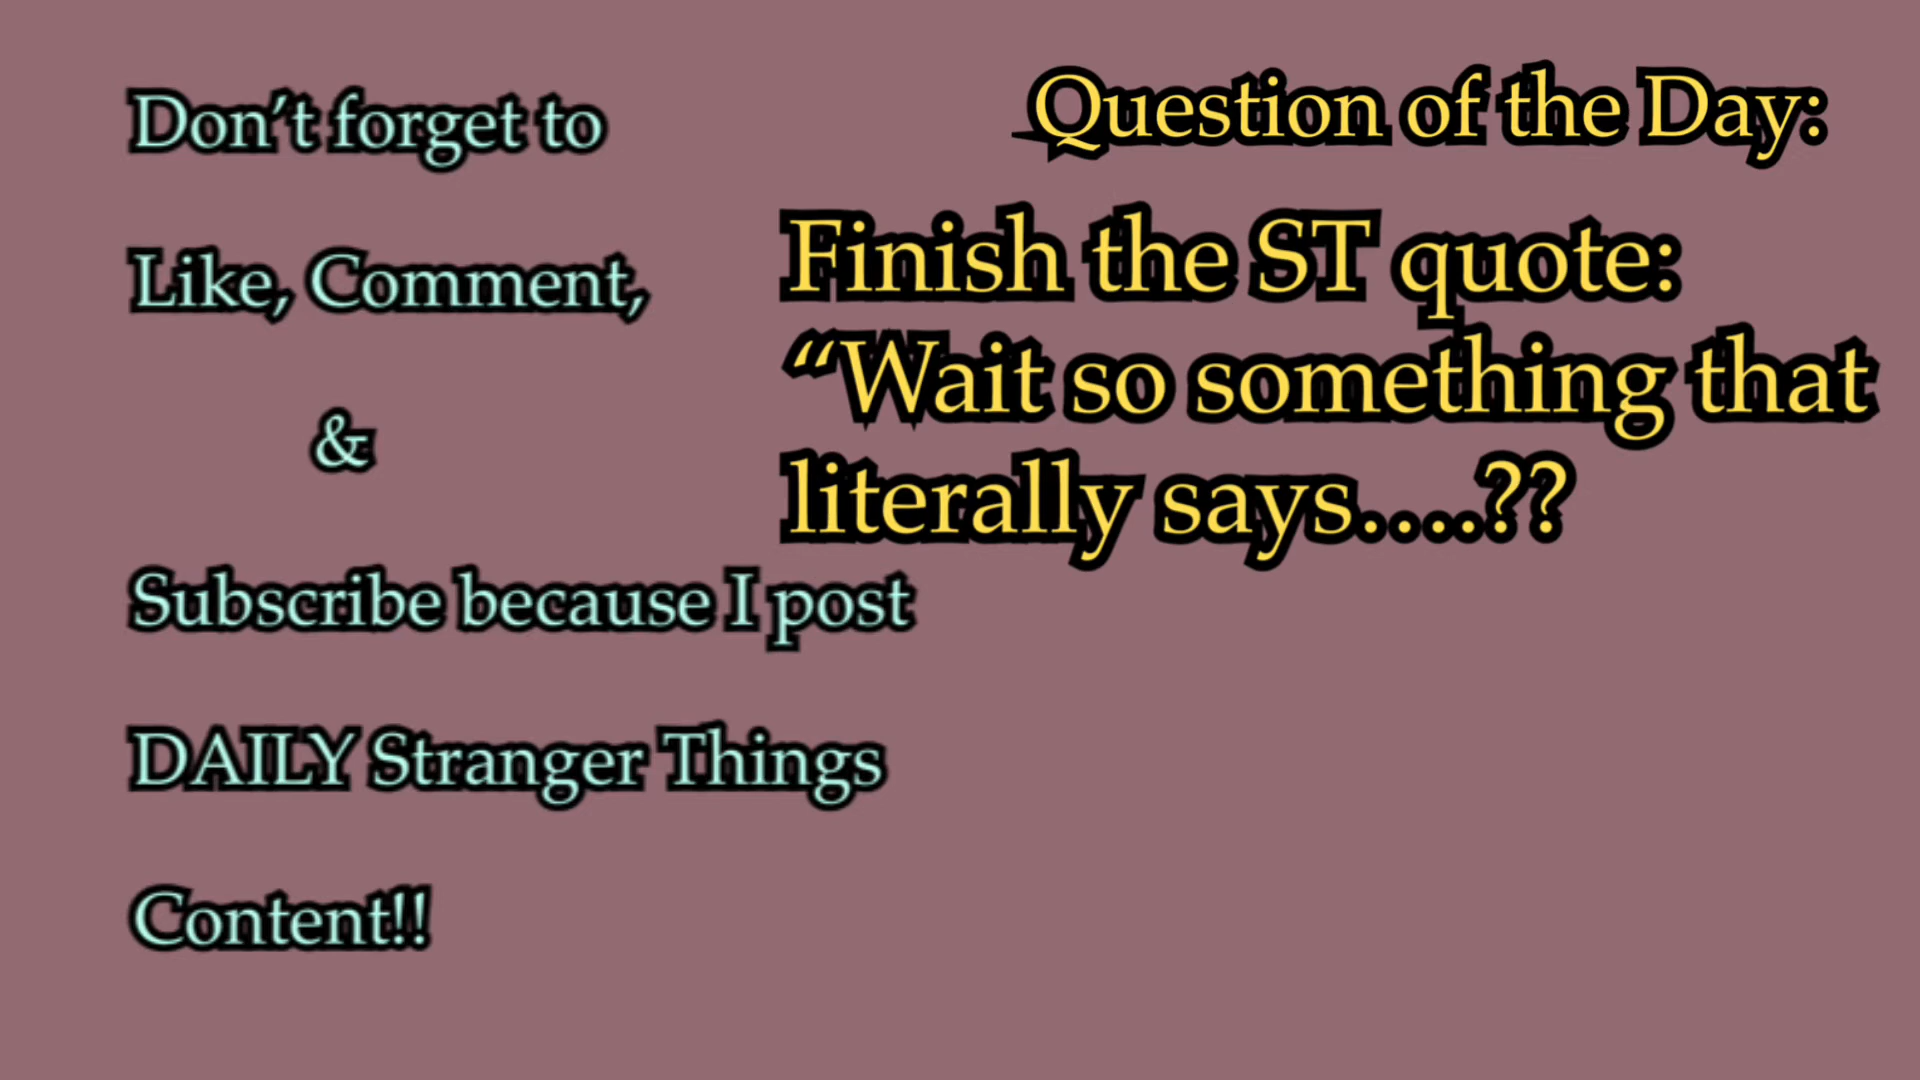 Don't forget to
Like, Comment,
&
Subscribe because I post
DAILY Stranger Things
Content!!
Question of the Day:
Finish the ST quote:
“Wait so something that
literally says....??